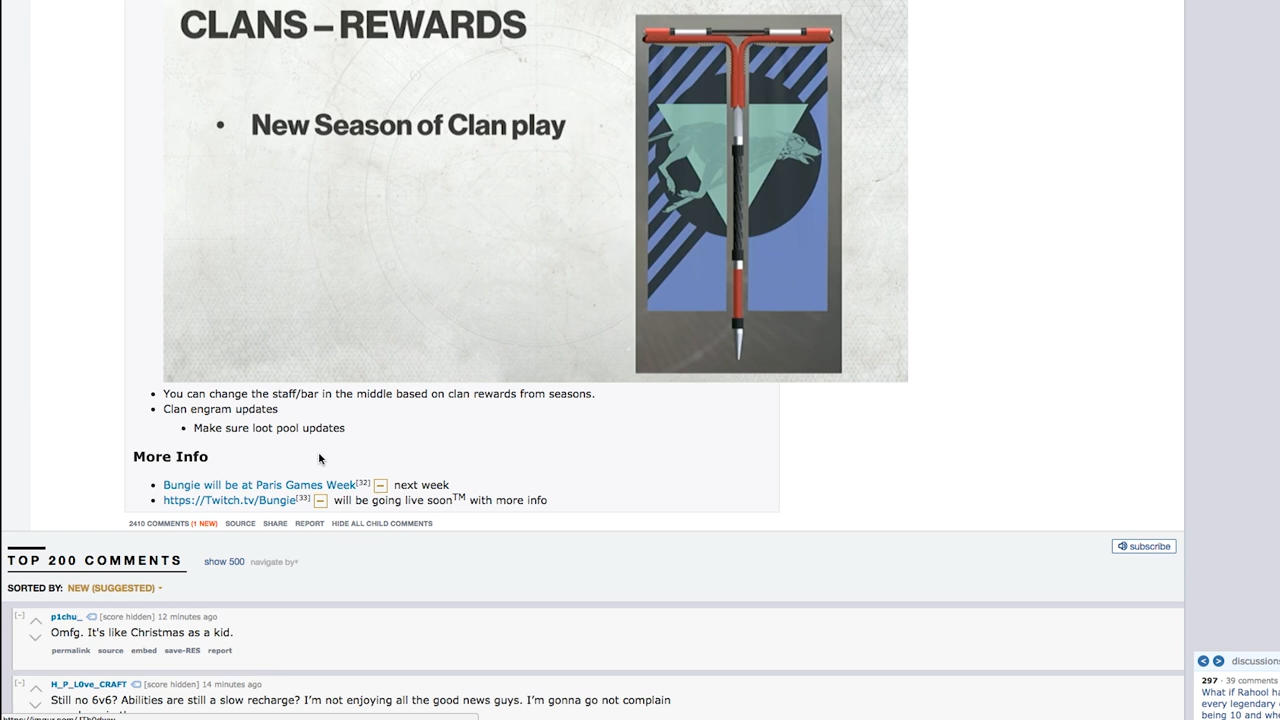 CLANS – REWARDS
• New Season of Clan play
• You can change the staff/bar in the middle based on clan rewards from seasons.
• Clan engram updates
• Make sure loot pool updates
More Info
• Bungie will be at Paris Games Week[32] next week
• https://Twitch.tv/Bungie[33] will be going live soonTM with more info
2410 COMMENTS (1 NEW) SOURCE SHARE REPORT HIDE ALL CHILD COMMENTS
subscribe
TOP 200 COMMENTS show 500 navigate by
SORTED BY: NEW (SUGGESTED)
[-] p1chu_ [score hidden] 12 minutes ago
Omfg. It's like Christmas as a kid.
permalink source embed save-RES report
[-] H_P_L0ve_CRAFT [score hidden] 14 minutes ago
Still no 6v6? Abilities are still a slow recharge? I'm not enjoying all the good news guys. I'm gonna go not complain
discussions
297 · 39 comments
What if Rahool ha
every legendary
being 10 and whe